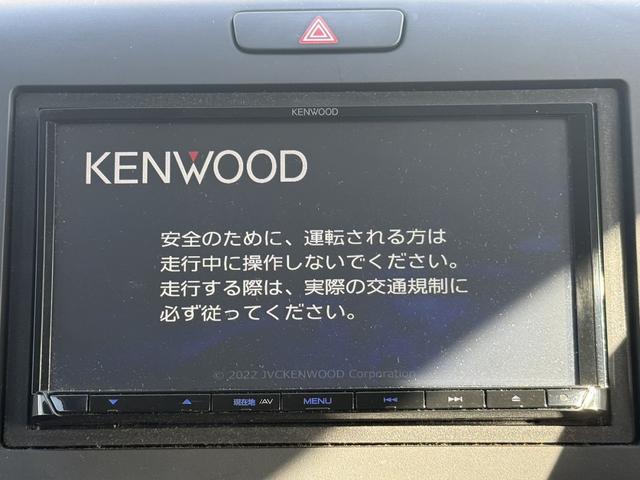 KENWOOD
KENWOOD
安全のために、運転される方は
走行中に操作しないでください。
走行する際は、実際の交通規制に
必ず従ってください。
© 2022 JVCKENWOOD Corporation
現在地 /AV MENU